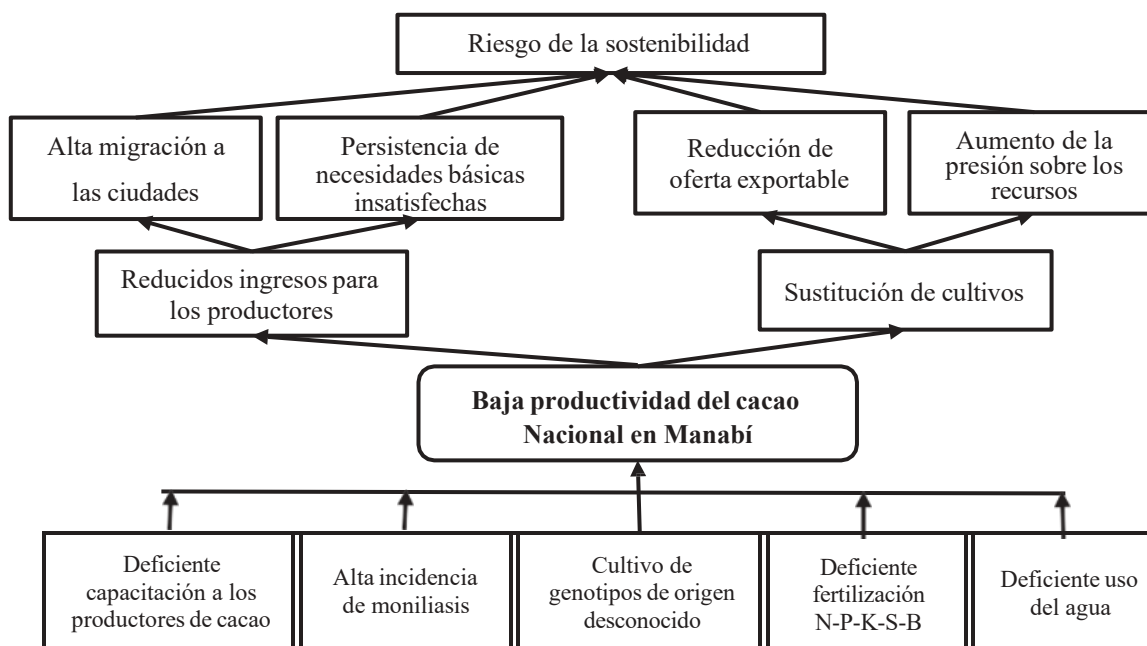 Riesgo de la sostenibilidad
Alta migración a
las ciudades
Persistencia de
necesidades básicas
insatisfechas
Reducción de
oferta exportable
Aumento de la
presión sobre los
recursos
Reducidos ingresos para
los productores
Sustitución de cultivos
Baja productividad del cacao
Nacional en Manabí
Deficiente
capacitación a los
productores de cacao
Alta incidencia
de moniliasis
Cultivo de
genotipos de origen
desconocido
Deficiente
fertilización
N-P-K-S-B
Deficiente uso
del agua